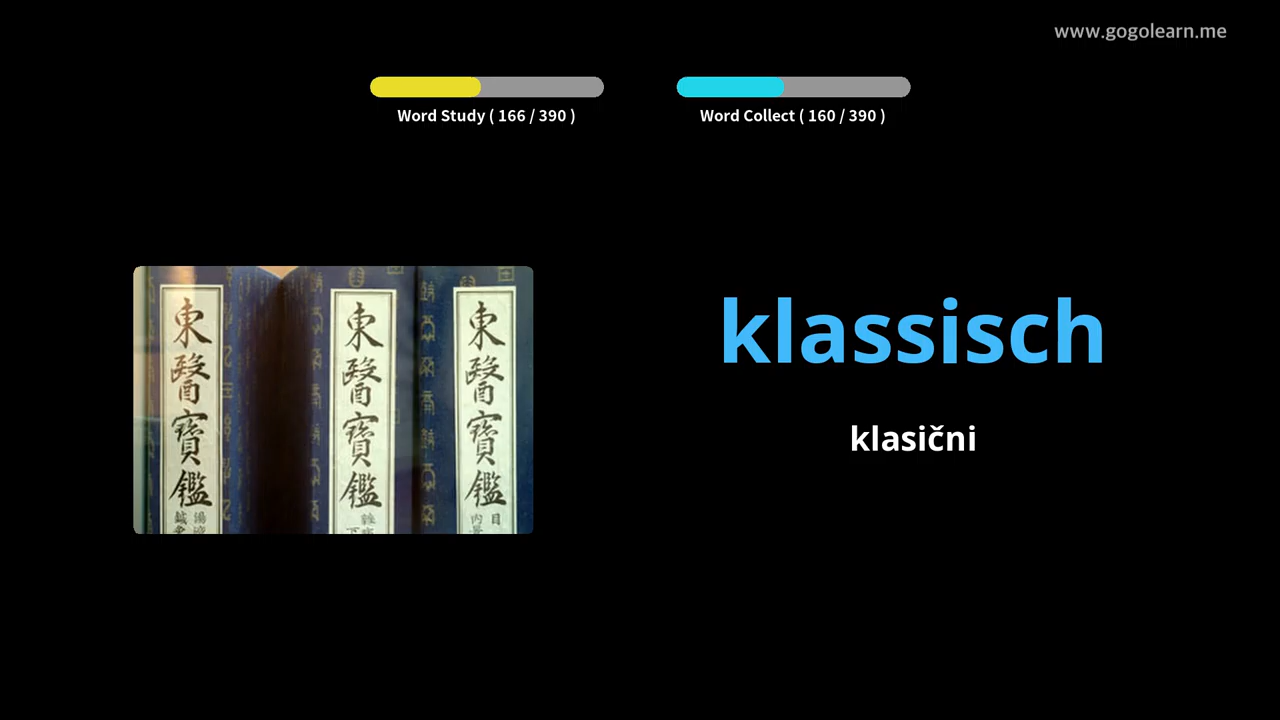 www.gogolearn.me
Word Study ( 166 / 390 )
Word Collect ( 160 / 390 )
東醫寶鑑
東醫寶鑑
東醫寶鑑
klassisch
klasični